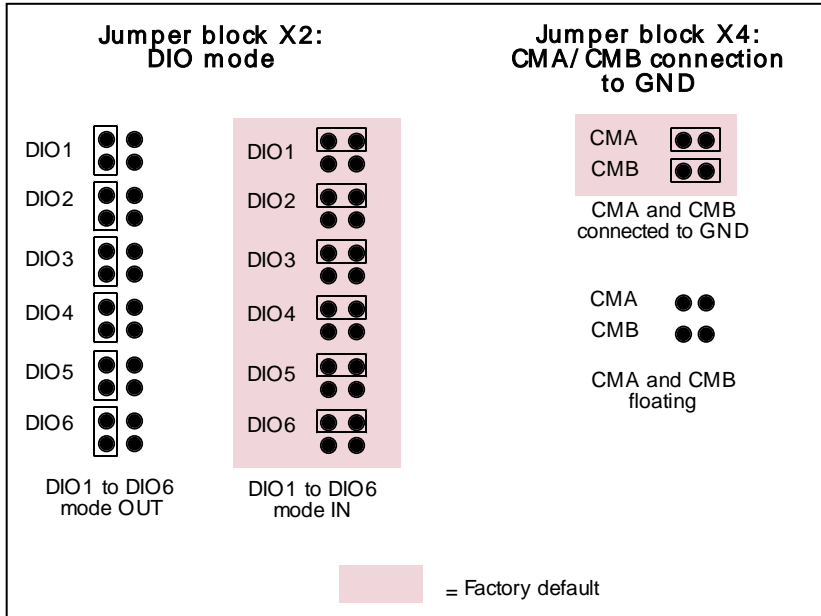 Jumper block X2:
DIO mode
DIO1
DIO2
DIO3
DIO4
DIO5
DIO6
DIO1 to DIO6
mode OUT
DIO1
DIO2
DIO3
DIO4
DIO5
DIO6
DIO1 to DIO6
mode IN
Jumper block X4:
CMA/CMB connection
to GND
CMA
CMB
CMA and CMB
connected to GND
CMA
CMB
CMA and CMB
floating
= Factory default